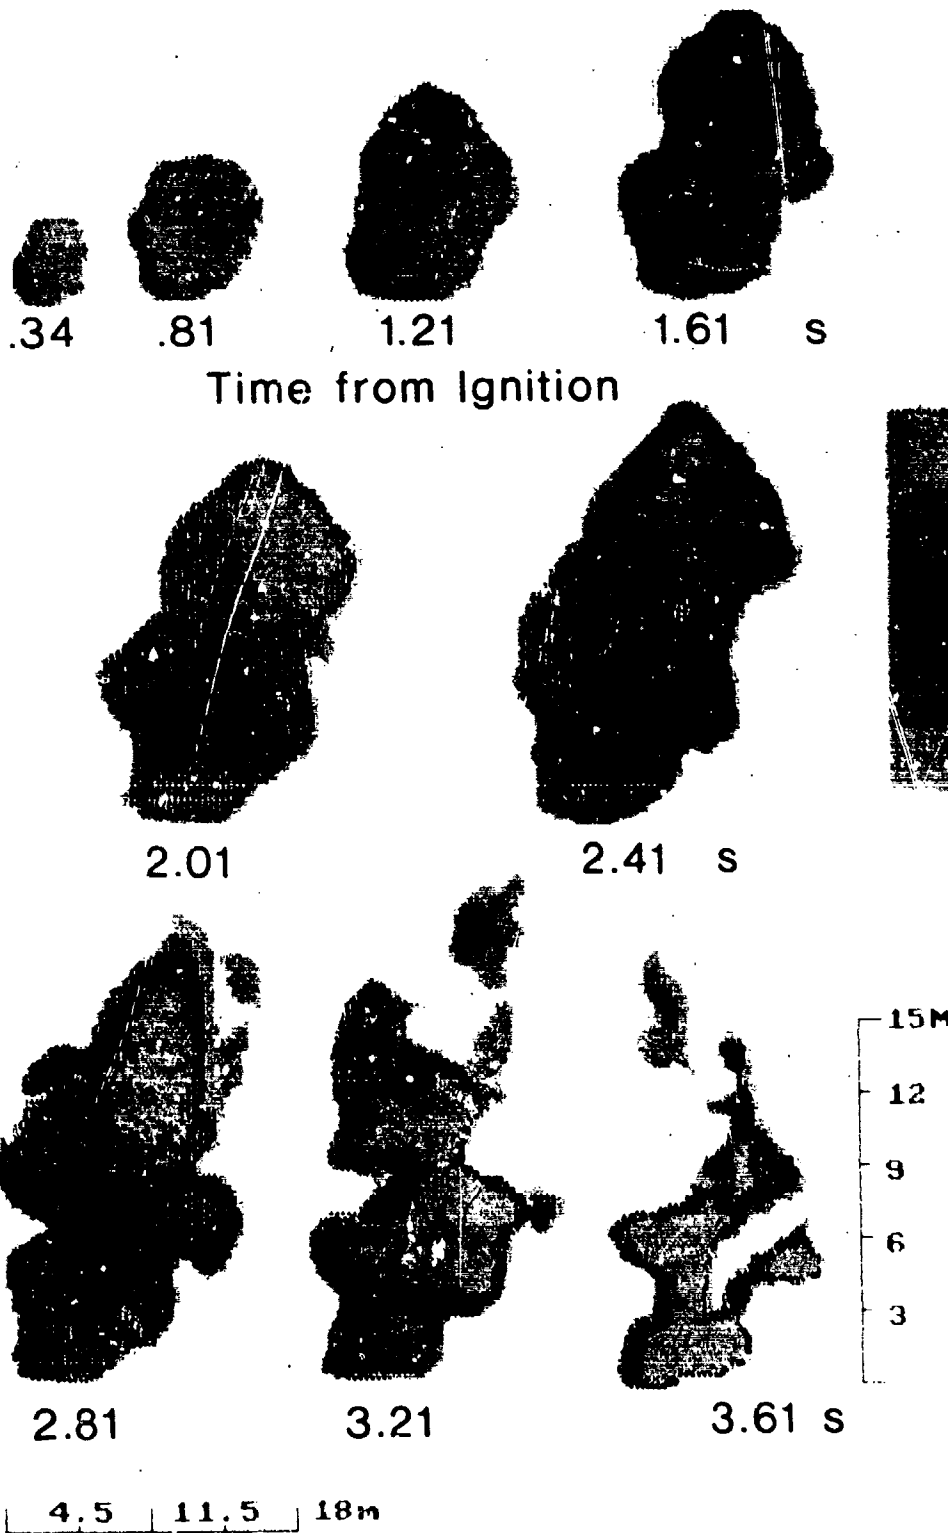 .34 .81 1.21 1.61 s
Time from Ignition
2.01 2.41 s
15M
12
9
6
3
2.81 3.21 3.61 s
4.5 11.5 18m